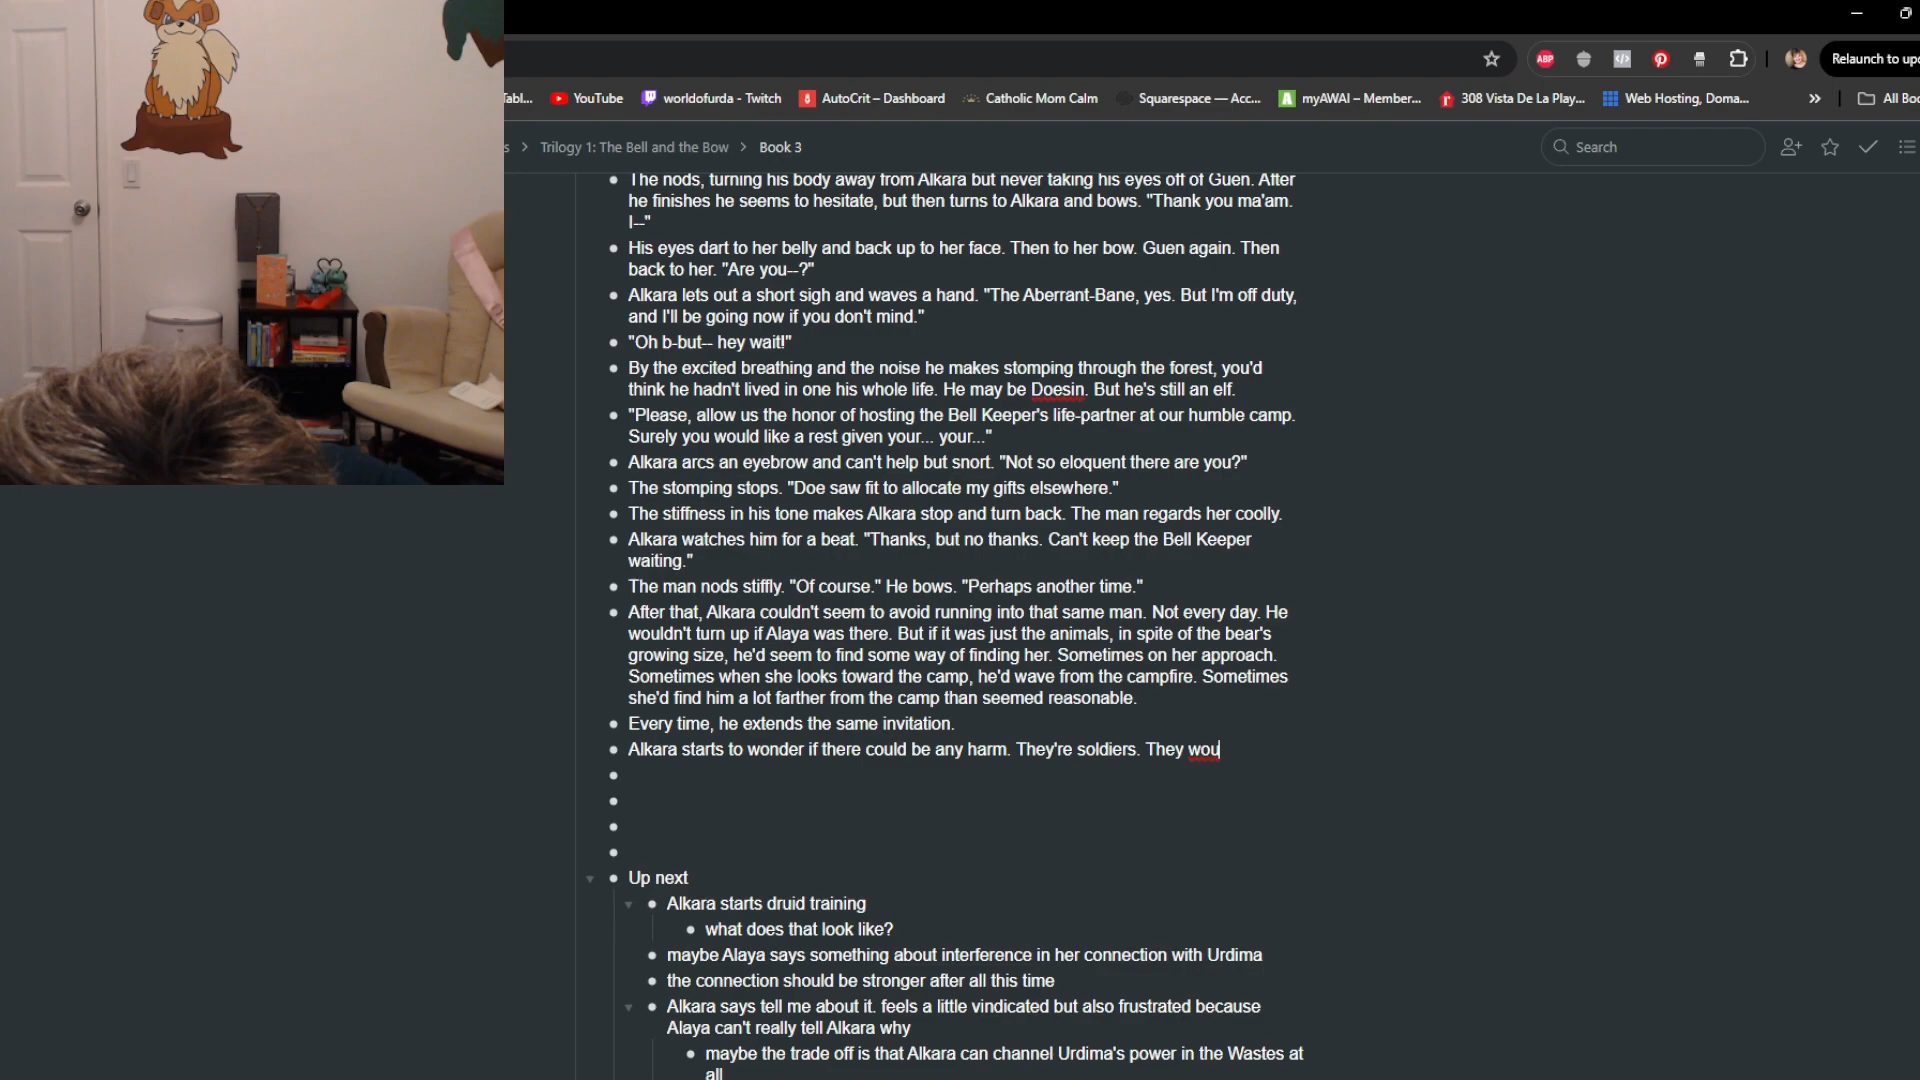 Relaunch to upd
ABP
Tabl...
YouTube
worldofurda - Twitch
AutoCrit – Dashboard
Catholic Mom Calm
Squarespace — Acc...
myAWAI – Member...
308 Vista De La Play...
Web Hosting, Doma...
»
All Boo
s > Trilogy 1: The Bell and the Bow > Book 3
Search
The nods, turning his body away from Alkara but never taking his eyes off of Guen. After
he finishes he seems to hesitate, but then turns to Alkara and bows. "Thank you ma'am.
I--"
His eyes dart to her belly and back up to her face. Then to her bow. Guen again. Then
back to her. "Are you--?"
Alkara lets out a short sigh and waves a hand. "The Aberrant-Bane, yes. But I'm off duty,
and I'll be going now if you don't mind."
"Oh b-but-- hey wait!"
By the excited breathing and the noise he makes stomping through the forest, you'd
think he hadn't lived in one his whole life. He may be Doesin. But he's still an elf.
"Please, allow us the honor of hosting the Bell Keeper's life-partner at our humble camp.
Surely you would like a rest given your... your..."
Alkara arcs an eyebrow and can't help but snort. "Not so eloquent there are you?"
The stomping stops. "Doe saw fit to allocate my gifts elsewhere."
The stiffness in his tone makes Alkara stop and turn back. The man regards her coolly.
Alkara watches him for a beat. "Thanks, but no thanks. Can't keep the Bell Keeper
waiting."
The man nods stiffly. "Of course." He bows. "Perhaps another time."
After that, Alkara couldn't seem to avoid running into that same man. Not every day. He
wouldn't turn up if Alaya was there. But if it was just the animals, in spite of the bear's
growing size, he'd seem to find some way of finding her. Sometimes on her approach.
Sometimes when she looks toward the camp, he'd wave from the campfire. Sometimes
she'd find him a lot farther from the camp than seemed reasonable.
Every time, he extends the same invitation.
Alkara starts to wonder if there could be any harm. They're soldiers. They wou
Up next
Alkara starts druid training
what does that look like?
maybe Alaya says something about interference in her connection with Urdima
the connection should be stronger after all this time
Alkara says tell me about it. feels a little vindicated but also frustrated because
Alaya can't really tell Alkara why
maybe the trade off is that Alkara can channel Urdima's power in the Wastes at
all